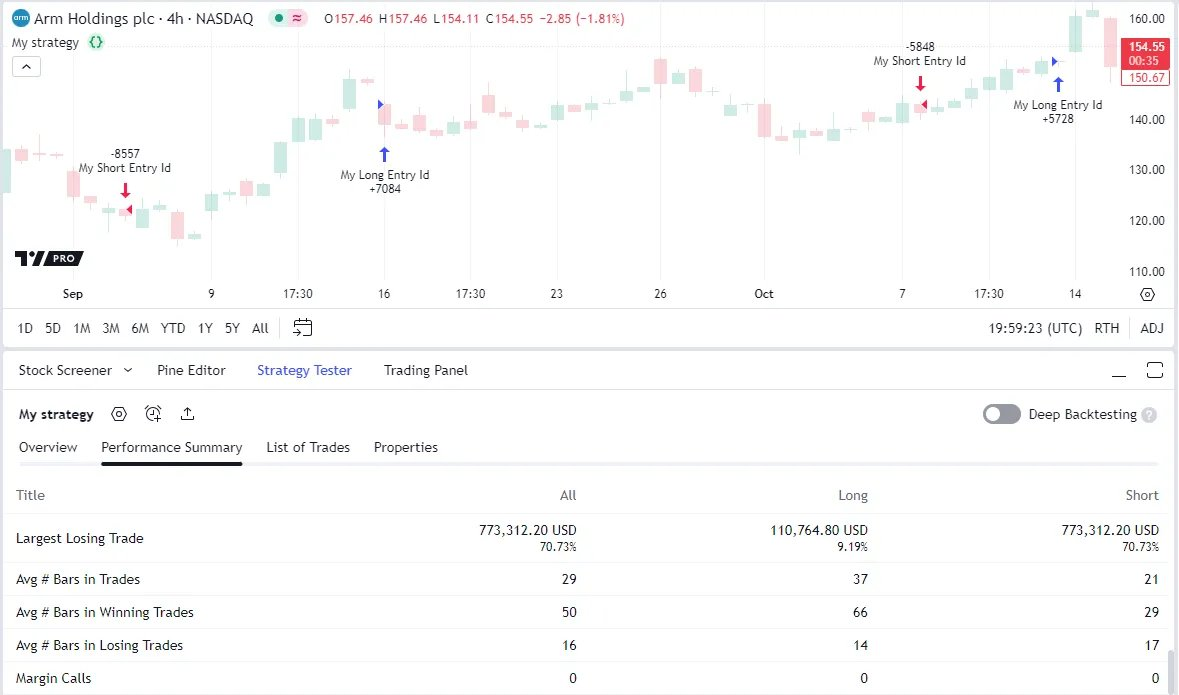 arm Arm Holdings plc · 4h · NASDAQ ≈ O157.46 H157.46 L154.11 C154.55 −2.85 (−1.81%)
My strategy {}
160.00
154.55
00:35
150.67
140.00
130.00
120.00
110.00
-5848
My Short Entry Id
My Long Entry Id
+5728
-8557
My Short Entry Id
My Long Entry Id
+7084
PRO
Sep 9 17:30 16 17:30 23 26 Oct 7 17:30 14
1D 5D 1M 3M 6M YTD 1Y 5Y All 19:59:23 (UTC) RTH ADJ
Stock Screener Pine Editor Strategy Tester Trading Panel
My strategy Deep Backtesting ?
Overview Performance Summary List of Trades Properties
Title All Long Short
Largest Losing Trade 773,312.20 USD 110,764.80 USD 773,312.20 USD
70.73% 9.19% 70.73%
Avg # Bars in Trades 29 37 21
Avg # Bars in Winning Trades 50 66 29
Avg # Bars in Losing Trades 16 14 17
Margin Calls 0 0 0